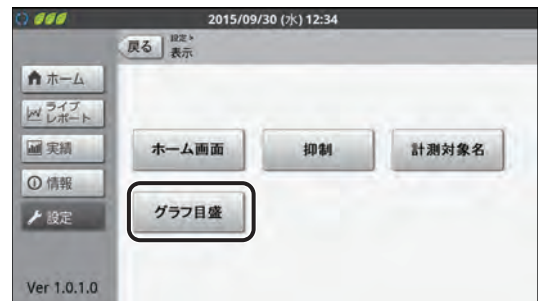 2015/09/30 (水) 12:34
戻る
設定▸
表示
ホーム
ライブ
レポート
実績
情報
設定
ホーム画面
抑制
計測対象名
グラフ目盛
Ver 1.0.1.0